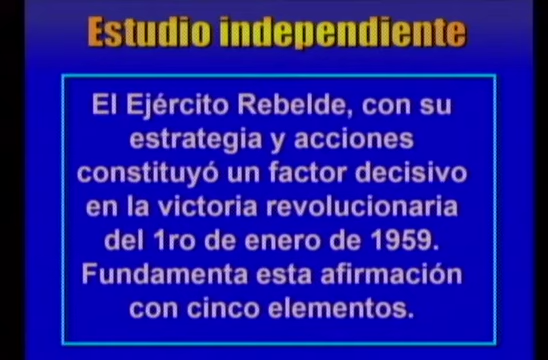 Estudio independiente
El Ejército Rebelde, con su
estrategia y acciones
constituyó un factor decisivo
en la victoria revolucionaria
del 1ro de enero de 1959.
Fundamenta esta afirmación
con cinco elementos.